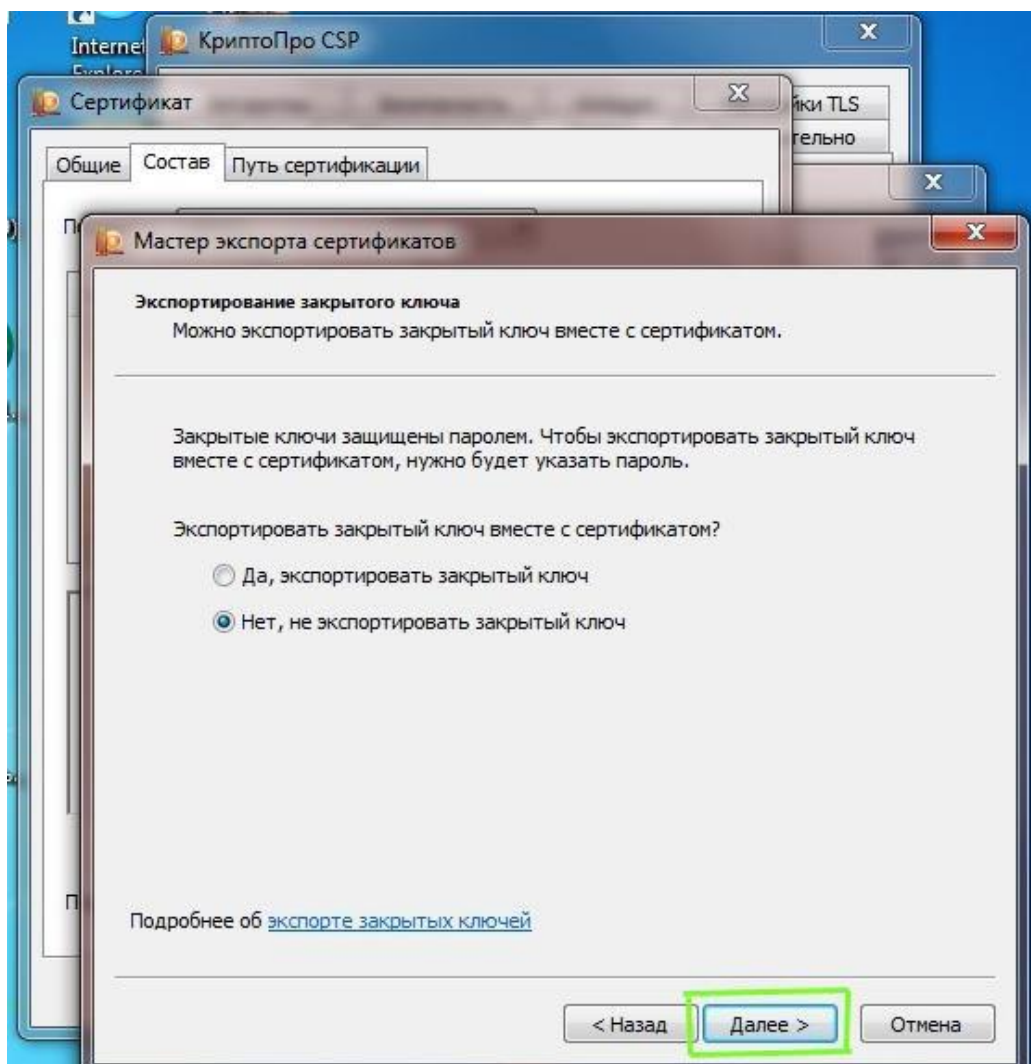 Internet
КриптоПро CSP
Сертификат
йки TLS
тельно
Общие
Состав
Путь сертификации
Мастер экспорта сертификатов
Экспортирование закрытого ключа
Можно экспортировать закрытый ключ вместе с сертификатом.
Закрытые ключи защищены паролем. Чтобы экспортировать закрытый ключ
вместе с сертификатом, нужно будет указать пароль.
Экспортировать закрытый ключ вместе с сертификатом?
Да, экспортировать закрытый ключ
Нет, не экспортировать закрытый ключ
Подробнее об экспорте закрытых ключей
< Назад
Далее >
Отмена